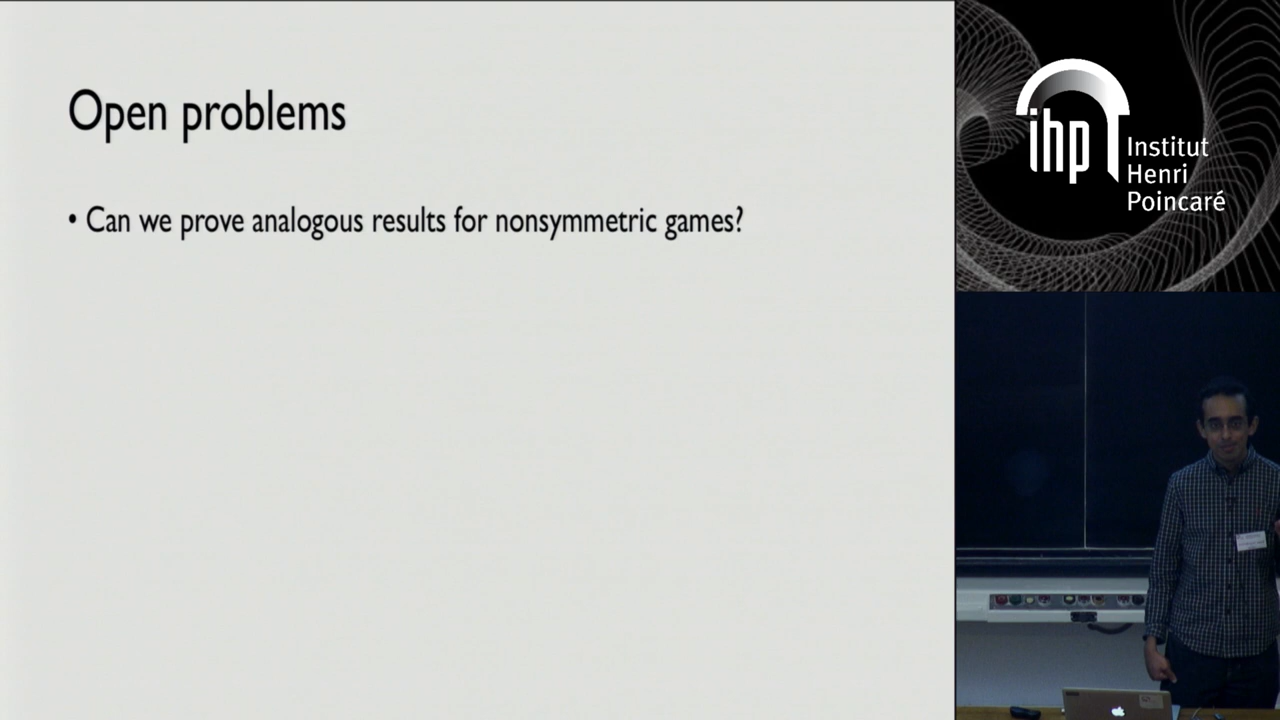 Open problems
• Can we prove analogous results for nonsymmetric games?
ihp
Institut
Henri
Poincaré